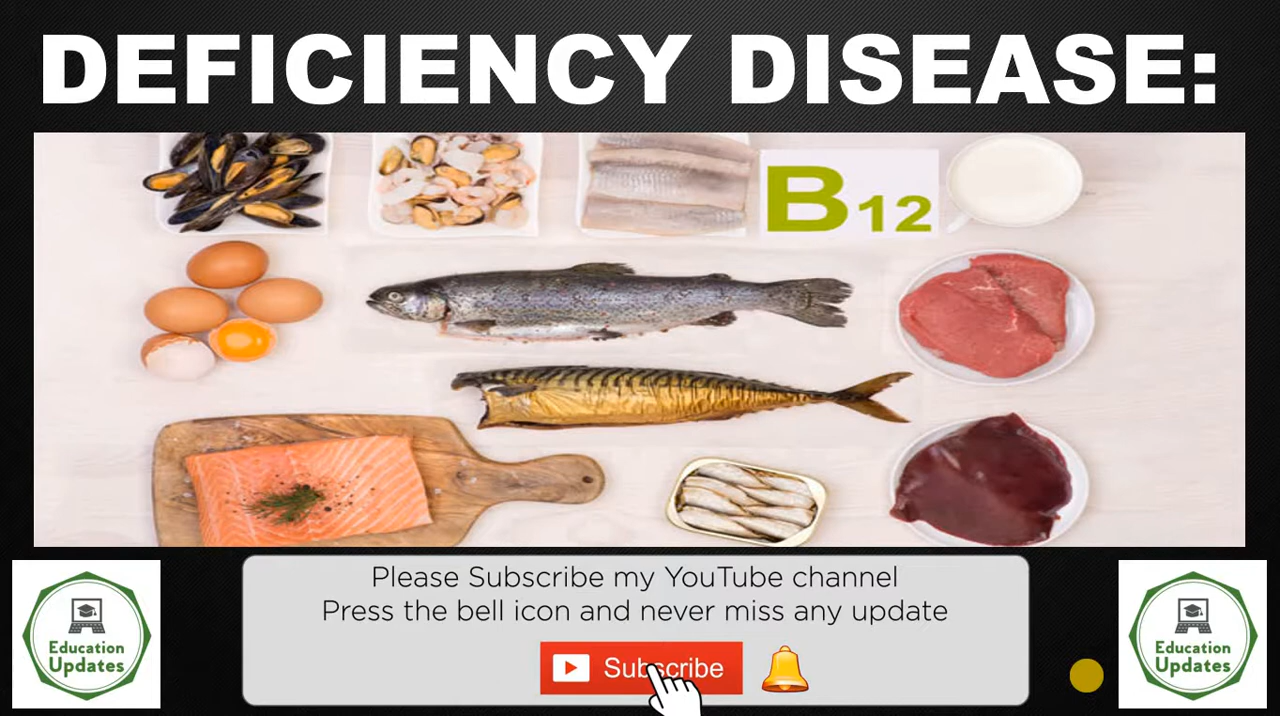 DEFICIENCY DISEASE:
B12
Please Subscribe my YouTube channel
Press the bell icon and never miss any update
Subscribe
Education
Updates
Education
Updates